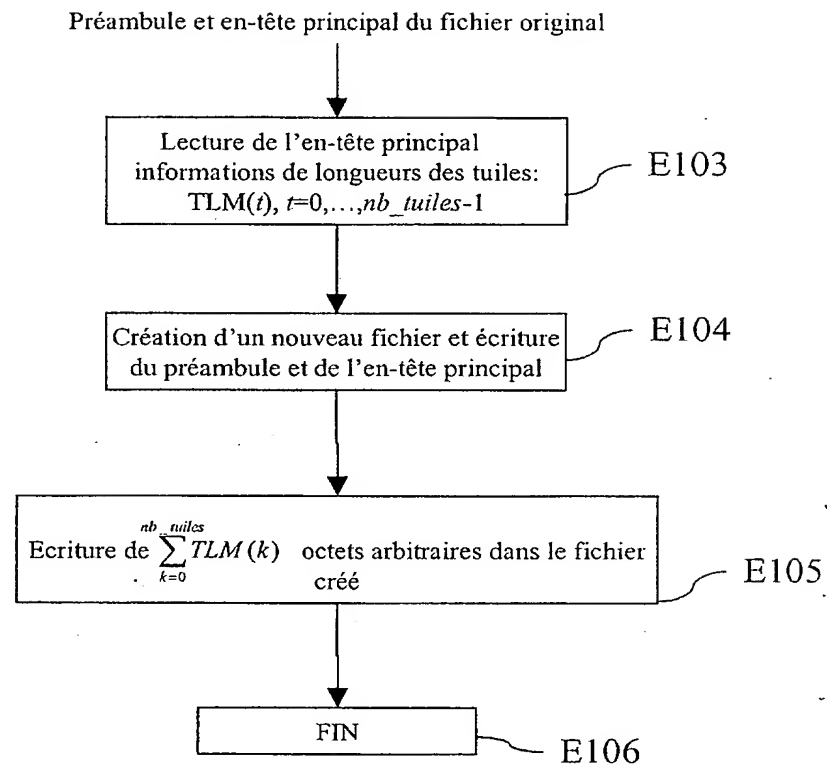 Préambule et en-tête principal du fichier original
Lecture de l'en-tête principal
informations de longueurs des tuiles:
TLM(t), t=0,...,nb_tuiles-1
E103
Création d'un nouveau fichier et écriture
du préambule et de l'en-tête principal
E104
nb_tuiles
Ecriture de ∑ TLM(k) octets arbitraires dans le fichier
k=0
créé
E105
FIN
E106